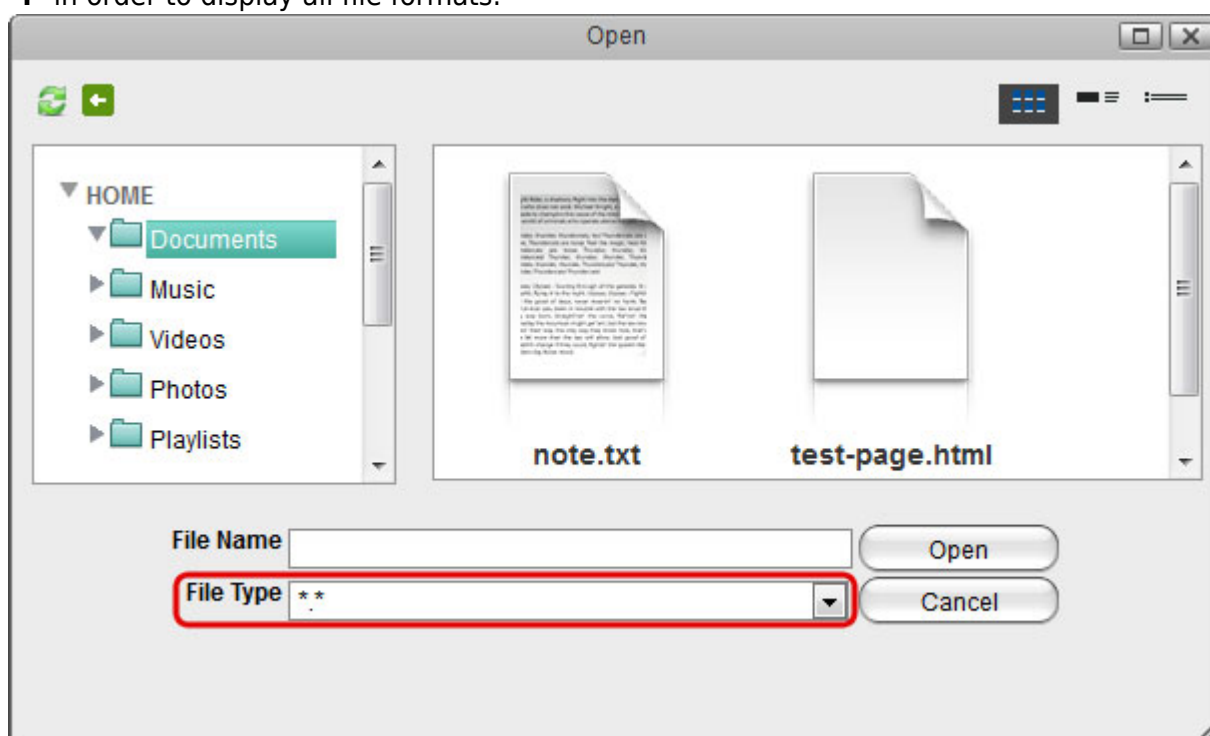 in order to display all file formats.
Open
HOME
Documents
Music
Videos
Photos
Playlists
note.txt
test-page.html
File Name
Open
File Type *.*
Cancel